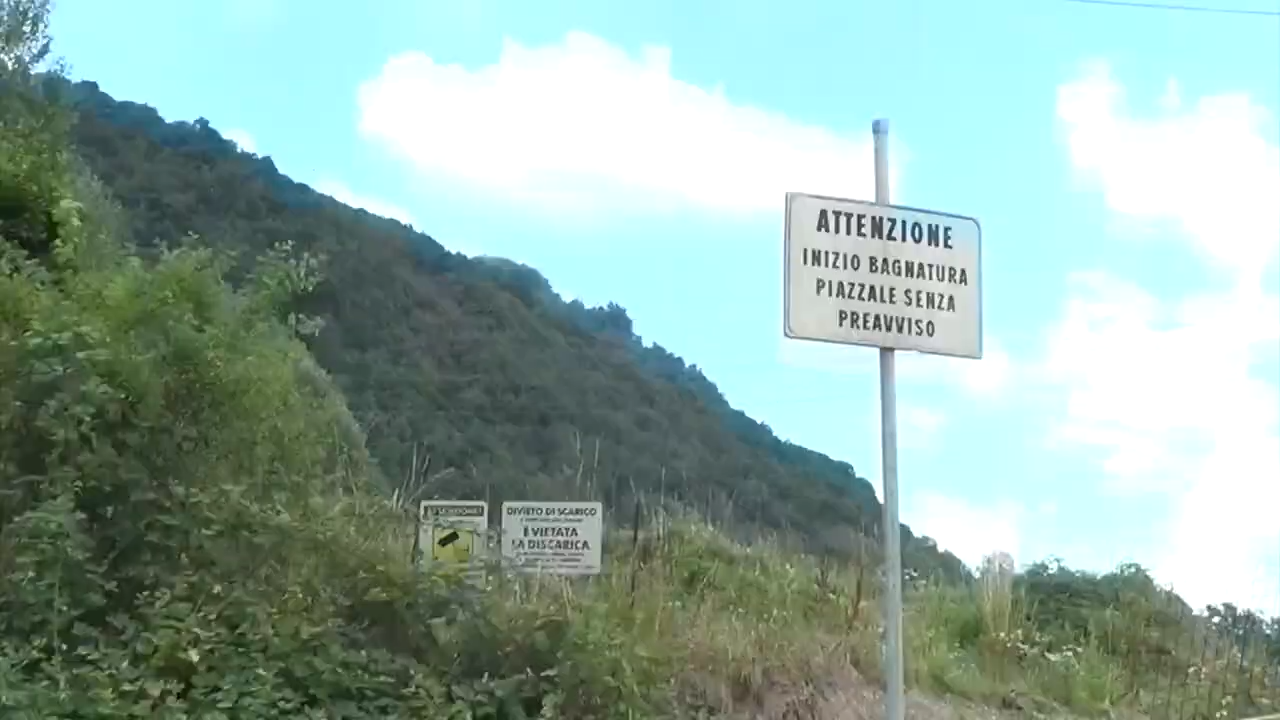 ATTENZIONE
INIZIO BAGNATURA
PIAZZALE SENZA
PREAVVISO
DIVIETO DI SCARICO
È VIETATA
LA DISCARICA